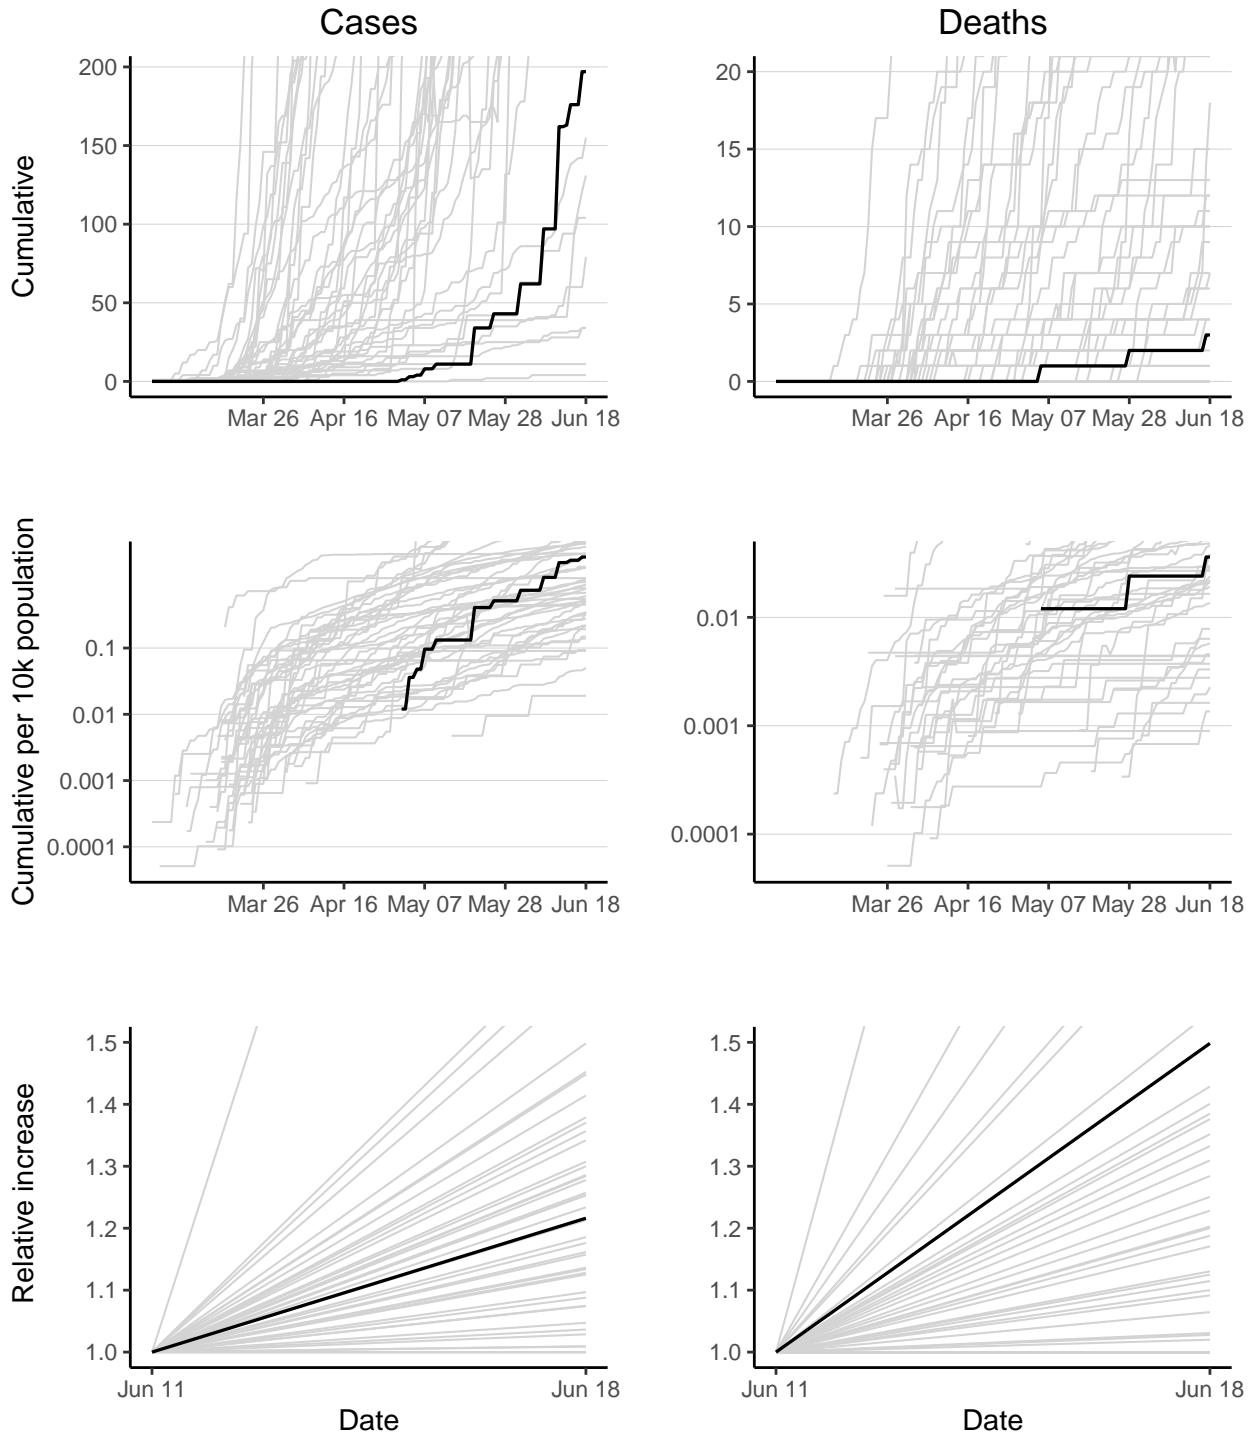 Cases
Deaths
Cumulative
200
150
100
50
0
20
15
10
5
0
Mar 26 Apr 16 May 07 May 28 Jun 18
Mar 26 Apr 16 May 07 May 28 Jun 18
Cumulative per 10k population
0.1
0.01
0.001
0.0001
0.01
0.001
0.0001
Mar 26 Apr 16 May 07 May 28 Jun 18
Mar 26 Apr 16 May 07 May 28 Jun 18
Relative increase
1.5
1.4
1.3
1.2
1.1
1.0
1.5
1.4
1.3
1.2
1.1
1.0
Jun 11 Jun 18
Jun 11 Jun 18
Date
Date